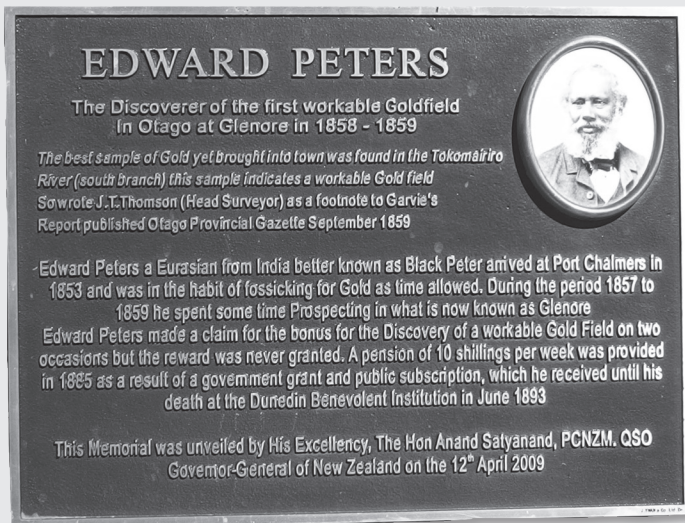 EDWARD PETERS
The Discoverer of the first workable Goldfield
In Otago at Glenore in 1858 - 1859
The best sample of Gold yet brought into town was found in the Tokomairiro
River (south branch) this sample indicates a workable Gold field
So wrote J.T.Thomson (Head Surveyor) as a footnote to Garvie's
Report published Otago Provincial Gazette September 1859
Edward Peters a Eurasian from India better known as Black Peter arrived at Port Chalmers in
1853 and was in the habit of fossicking for Gold as time allowed. During the period 1857 to
1859 he spent some time Prospecting in what is now known as Glenore
Edward Peters made a claim for the bonus for the Discovery of a workable Gold Field on two
occasions but the reward was never granted. A pension of 10 shillings per week was provided
in 1885 as a result of a government grant and public subscription, which he received until his
death at the Dunedin Benevolent Institution in June 1893
This Memorial was unveiled by His Excellency, The Hon Anand Satyanand, PCNZM. QSO
Governor-General of New Zealand on the 12th April 2009